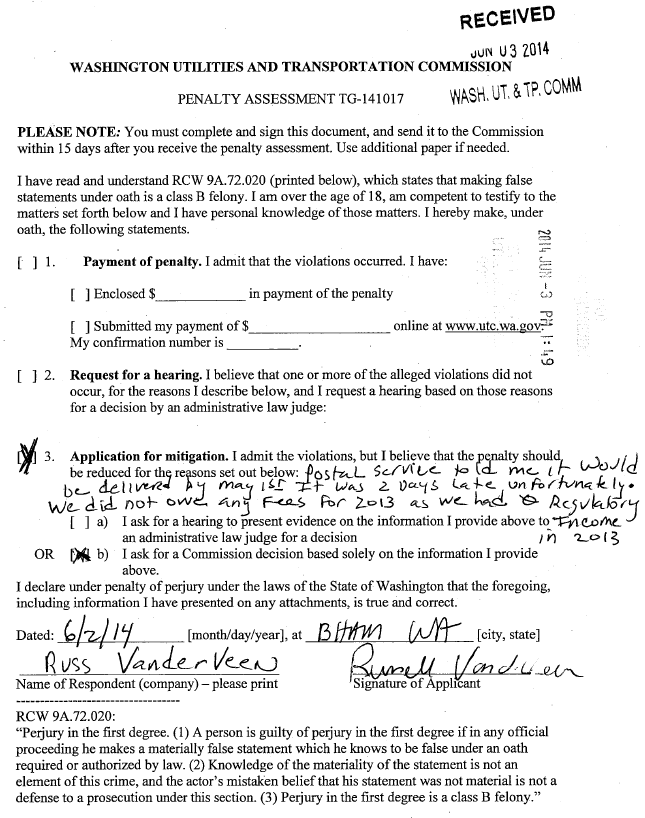 RECEIVED
JUN 03 2014
WASH. UT. & TP. COMM
WASHINGTON UTILITIES AND TRANSPORTATION COMMISSION
PENALTY ASSESSMENT TG-141017
PLEASE NOTE: You must complete and sign this document, and send it to the Commission
within 15 days after you receive the penalty assessment. Use additional paper if needed.
I have read and understand RCW 9A.72.020 (printed below), which states that making false
statements under oath is a class B felony. I am over the age of 18, am competent to testify to the
matters set forth below and I have personal knowledge of those matters. I hereby make, under
oath, the following statements.
2014 JUN -3 PM 1:49
[ ] 1. Payment of penalty. I admit that the violations occurred. I have:
[ ] Enclosed $____________ in payment of the penalty
[ ] Submitted my payment of $____________________ online at www.utc.wa.gov.
My confirmation number is __________.
[ ] 2. Request for a hearing. I believe that one or more of the alleged violations did not
occur, for the reasons I describe below, and I request a hearing based on those reasons
for a decision by an administrative law judge:
[X] 3. Application for mitigation. I admit the violations, but I believe that the penalty should
be reduced for the reasons set out below: Postal Service told me it would
be delivered by may 1st It was 2 Days late unfortunately.
We did not owe any Fees for 2013 as we had 0 Regulatory
[ ] a) I ask for a hearing to present evidence on the information I provide above to Income
an administrative law judge for a decision in 2013
OR [X] b) I ask for a Commission decision based solely on the information I provide
above.
I declare under penalty of perjury under the laws of the State of Washington that the foregoing,
including information I have presented on any attachments, is true and correct.
Dated: 6/2/14 [month/day/year], at BHAM WA [city, state]
Russ VanderVeen Russell Vanderveen
Name of Respondent (company) – please print Signature of Applicant
-----------------------------------
RCW 9A.72.020:
“Perjury in the first degree. (1) A person is guilty of perjury in the first degree if in any official
proceeding he makes a materially false statement which he knows to be false under an oath
required or authorized by law. (2) Knowledge of the materiality of the statement is not an
element of this crime, and the actor’s mistaken belief that his statement was not material is not a
defense to a prosecution under this section. (3) Perjury in the first degree is a class B felony.”